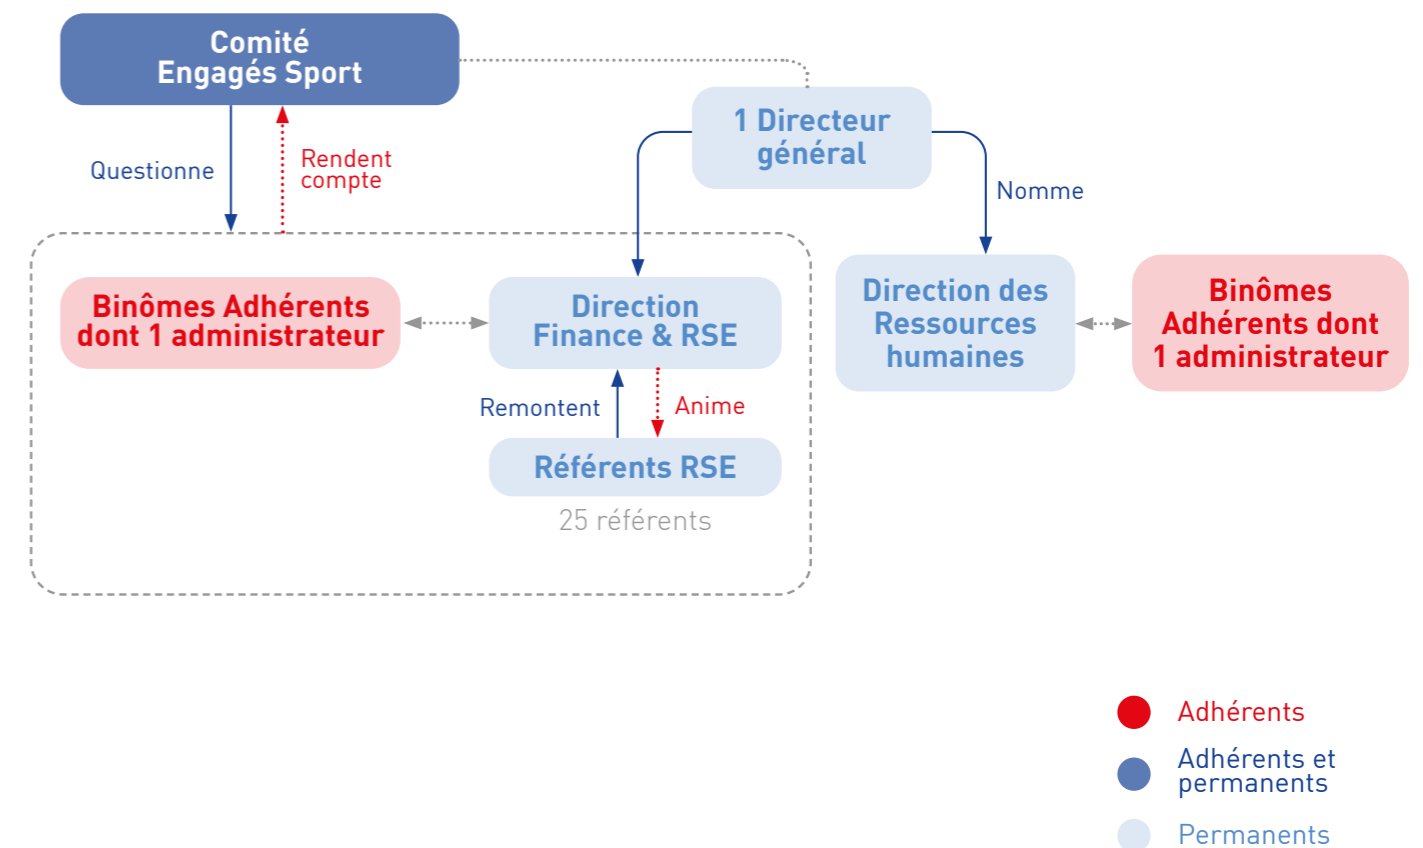 Comité
Engagés Sport
1 Directeur
général
Questionne
Rendent
compte
Nomme
Binômes Adhérents
dont 1 administrateur
Direction
Finance & RSE
Direction des
Ressources
humaines
Binômes
Adhérents dont
1 administrateur
Remontent
Anime
Référents RSE
25 référents
Adhérents
Adhérents et
permanents
Permanents